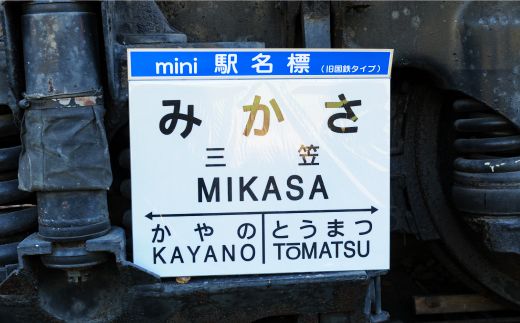 mini 駅名標 (旧国鉄タイプ)
みかさ
三笠
MIKASA
かやの とうまつ
KAYANO TŌMATSU